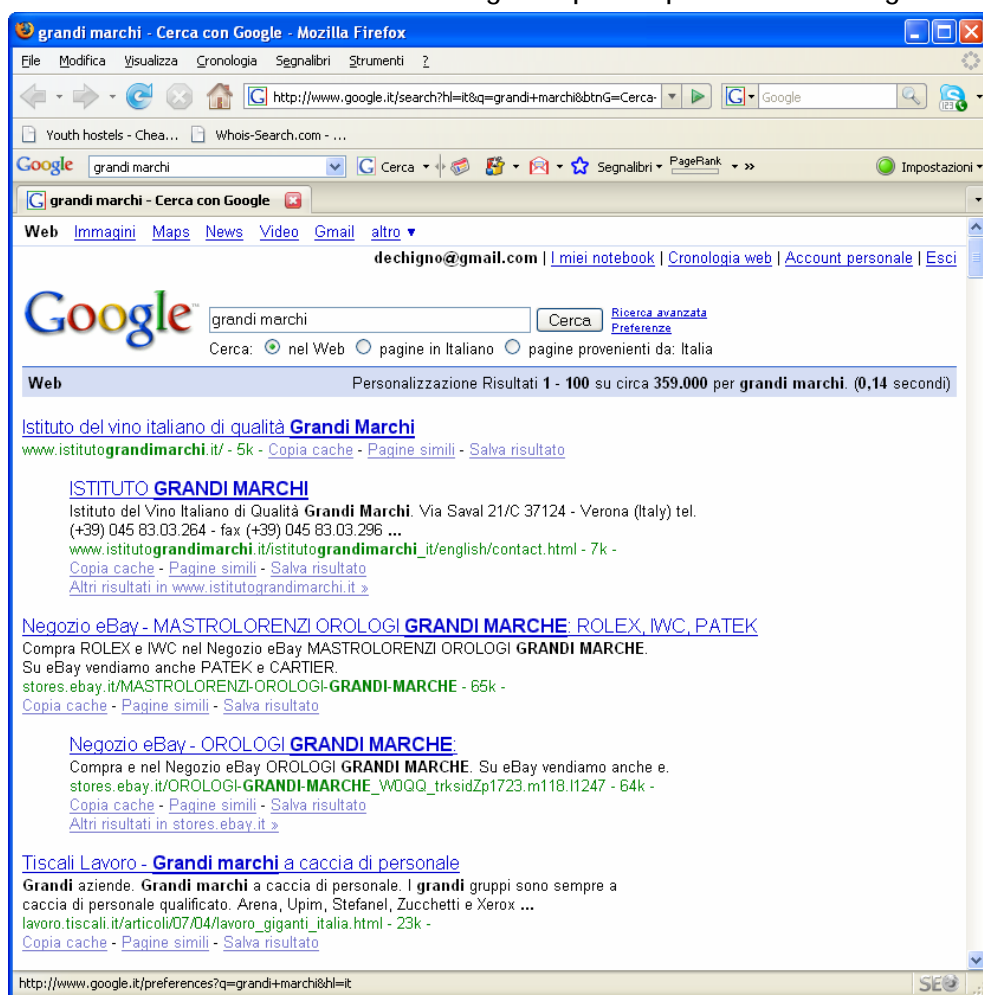 grandi marchi - Cerca con Google - Mozilla Firefox
File Modifica Visualizza Cronologia Segnalibri Strumenti ?
http://www.google.it/search?hl=it&q=grandi+marchi&btnG=Cerca- Google
Youth hostels - Chea... Whois-Search.com - ...
Google grandi marchi Cerca Segnalibri PageRank » Impostazioni
grandi marchi - Cerca con Google
Web Immagini Maps News Video Gmail altro ▼
dechigno@gmail.com | I miei notebook | Cronologia web | Account personale | Esci
Google™ grandi marchi Cerca Ricerca avanzata
Preferenze
Cerca: nel Web pagine in Italiano pagine provenienti da: Italia
Web Personalizzazione Risultati 1 - 100 su circa 359.000 per grandi marchi. (0,14 secondi)
Istituto del vino italiano di qualità Grandi Marchi
www.istitutograndimarchi.it/ - 5k - Copia cache - Pagine simili - Salva risultato
ISTITUTO GRANDI MARCHI
Istituto del Vino Italiano di Qualità Grandi Marchi. Via Saval 21/C 37124 - Verona (Italy) tel.
(+39) 045 83.03.264 - fax (+39) 045 83.03.296 ...
www.istitutograndimarchi.it/istitutograndimarchi_it/english/contact.html - 7k -
Copia cache - Pagine simili - Salva risultato
Altri risultati in www.istitutograndimarchi.it »
Negozio eBay - MASTROLORENZI OROLOGI GRANDI MARCHE: ROLEX, IWC, PATEK
Compra ROLEX e IWC nel Negozio eBay MASTROLORENZI OROLOGI GRANDI MARCHE.
Su eBay vendiamo anche PATEK e CARTIER.
stores.ebay.it/MASTROLORENZI-OROLOGI-GRANDI-MARCHE - 65k -
Copia cache - Pagine simili - Salva risultato
Negozio eBay - OROLOGI GRANDI MARCHE:
Compra e nel Negozio eBay OROLOGI GRANDI MARCHE. Su eBay vendiamo anche e.
stores.ebay.it/OROLOGI-GRANDI-MARCHE_W0QQ_trksidZp1723.m118.l1247 - 64k -
Copia cache - Pagine simili - Salva risultato
Altri risultati in stores.ebay.it »
Tiscali Lavoro - Grandi marchi a caccia di personale
Grandi aziende. Grandi marchi a caccia di personale. I grandi gruppi sono sempre a
caccia di personale qualificato. Arena, Upim, Stefanel, Zucchetti e Xerox ...
lavoro.tiscali.it/articoli/07/04/lavoro_giganti_italia.html - 23k -
Copia cache - Pagine simili - Salva risultato
http://www.google.it/preferences?q=grandi+marchi&hl=it SEO